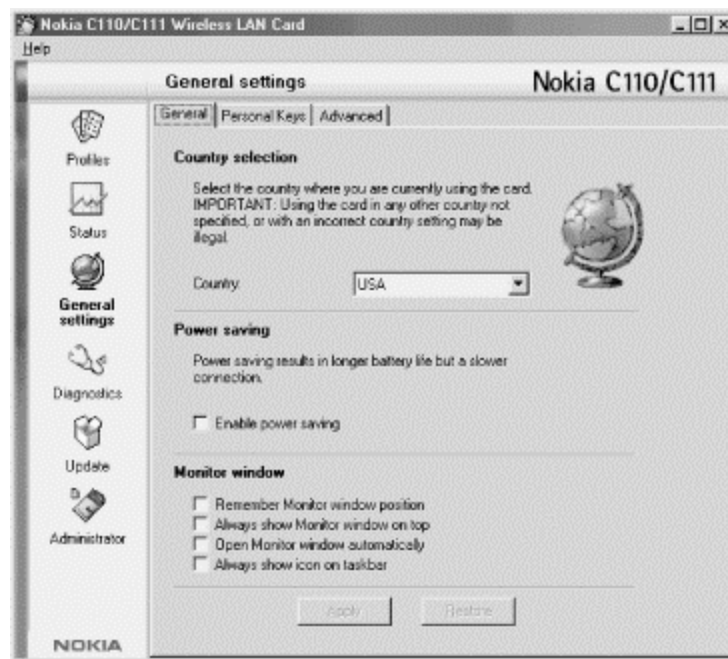 Nokia C110/C111 Wireless LAN Card
Help
General settings
Nokia C110/C111
General
Personal Keys
Advanced
Profiles
Status
General
settings
Diagnostics
Update
Administrator
NOKIA
Country selection
Select the country where you are currently using the card.
IMPORTANT: Using the card in any other country not
specified, or with an incorrect country setting may be
illegal.
Country:
USA
Power saving
Power saving results in longer battery life but a slower
connection.
Enable power saving
Monitor window
Remember Monitor window position
Always show Monitor window on top
Open Monitor window automatically
Always show icon on taskbar
Apply
Restore